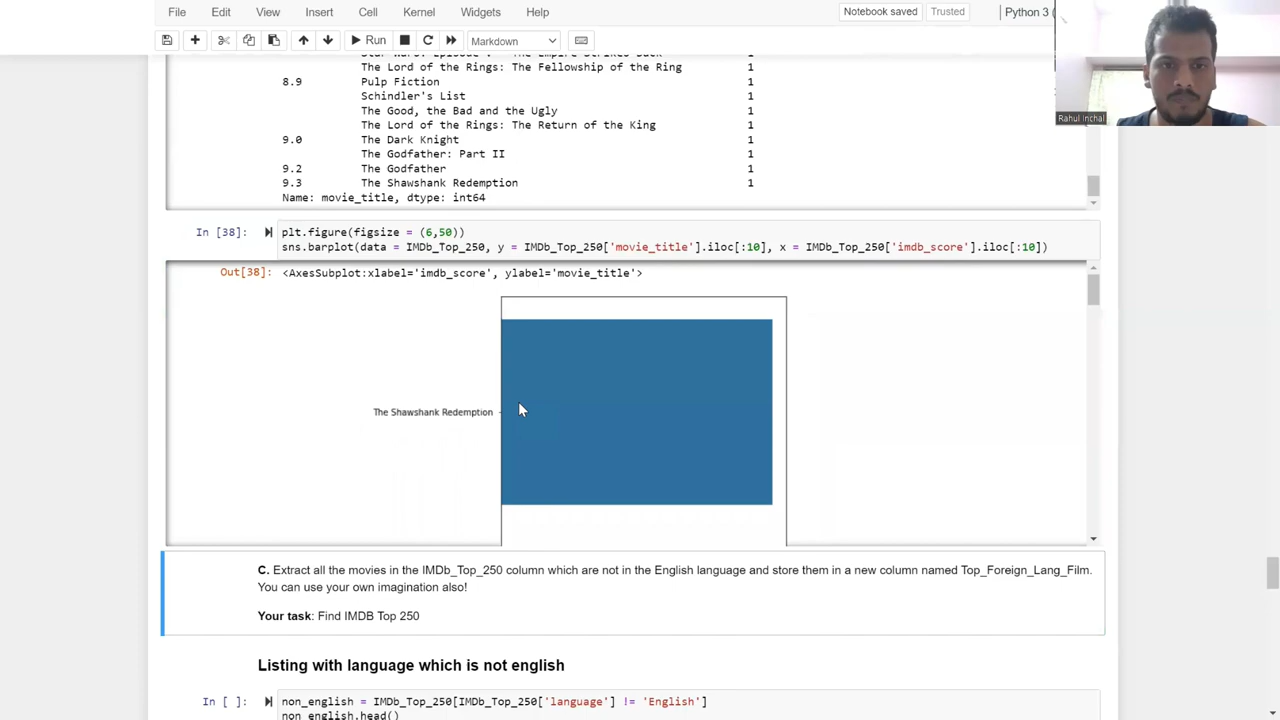 File Edit View Insert Cell Kernel Widgets Help Notebook saved Trusted Python 3 (
Run Markdown
The Lord of the Rings: The Fellowship of the Ring 1
8.9 Pulp Fiction 1
Schindler's List 1
The Good, the Bad and the Ugly 1
The Lord of the Rings: The Return of the King 1
9.0 The Dark Knight 1
The Godfather: Part II 1
9.2 The Godfather 1
9.3 The Shawshank Redemption 1
Name: movie_title, dtype: int64
Rahul Inchal
In [38]: plt.figure(figsize = (6,50))
sns.barplot(data = IMDb_Top_250, y = IMDb_Top_250['movie_title'].iloc[:10], x = IMDb_Top_250['imdb_score'].iloc[:10])
Out[38]: <AxesSubplot:xlabel='imdb_score', ylabel='movie_title'>
The Shawshank Redemption
C. Extract all the movies in the IMDb_Top_250 column which are not in the English language and store them in a new column named Top_Foreign_Lang_Film.
You can use your own imagination also!
Your task: Find IMDB Top 250
Listing with language which is not english
In [ ]: non_english = IMDb_Top_250[IMDb_Top_250['language'] != 'English']
non_english.head()